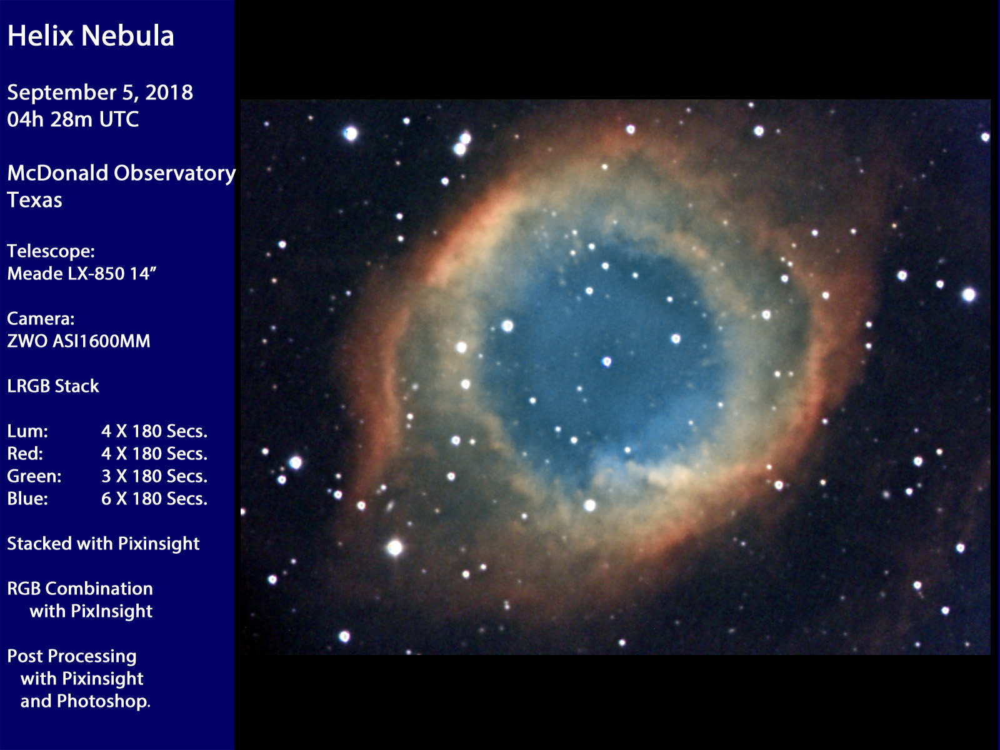 Helix Nebula
September 5, 2018
04h 28m UTC
McDonald Observatory
Texas
Telescope:
Meade LX-850 14”
Camera:
ZWO ASI1600MM
LRGB Stack
Lum: 4 X 180 Secs.
Red: 4 X 180 Secs.
Green: 3 X 180 Secs.
Blue: 6 X 180 Secs.
Stacked with Pixinsight
RGB Combination
with PixInsight
Post Processing
with Pixinsight
and Photoshop.